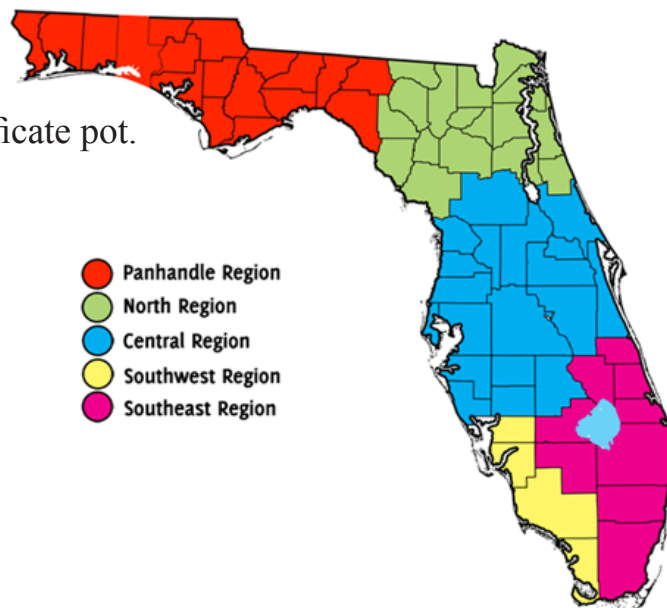 ficate pot.
Panhandle Region
North Region
Central Region
Southwest Region
Southeast Region